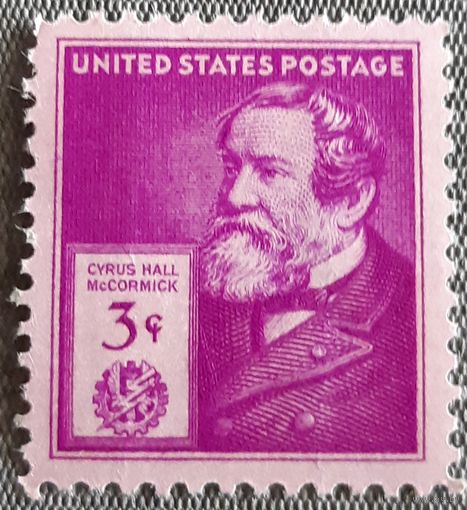 UNITED STATES POSTAGE
CYRUS HALL
McCORMICK
3¢